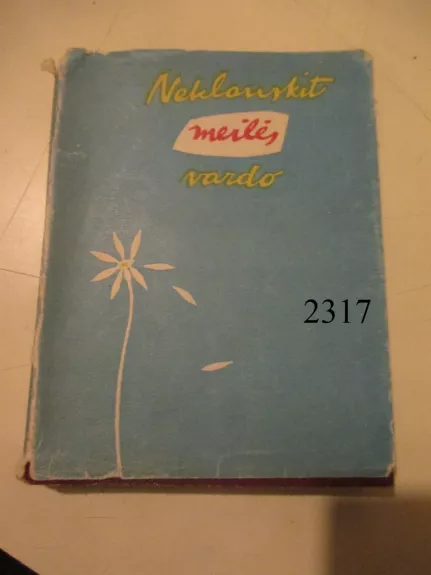 Neklauskit
meilės
vardo
2317